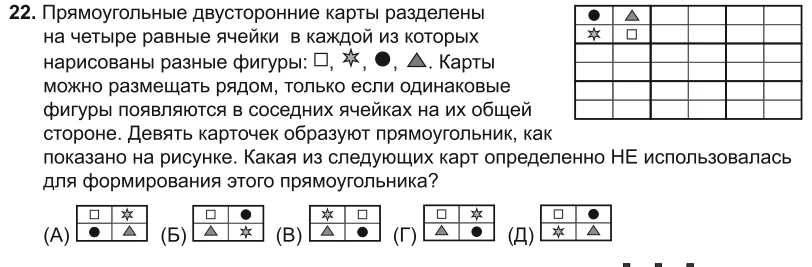 22. Прямоугольные двусторонние карты разделены
на четыре равные ячейки в каждой из которых
нарисованы разные фигуры: □, ✶, ●, ▲. Карты
можно размещать рядом, только если одинаковые
фигуры появляются в соседних ячейках на их общей
стороне. Девять карточек образуют прямоугольник, как
показано на рисунке. Какая из следующих карт определенно НЕ использовалась
для формирования этого прямоугольника?
(А) (Б) (В) (Г) (Д)